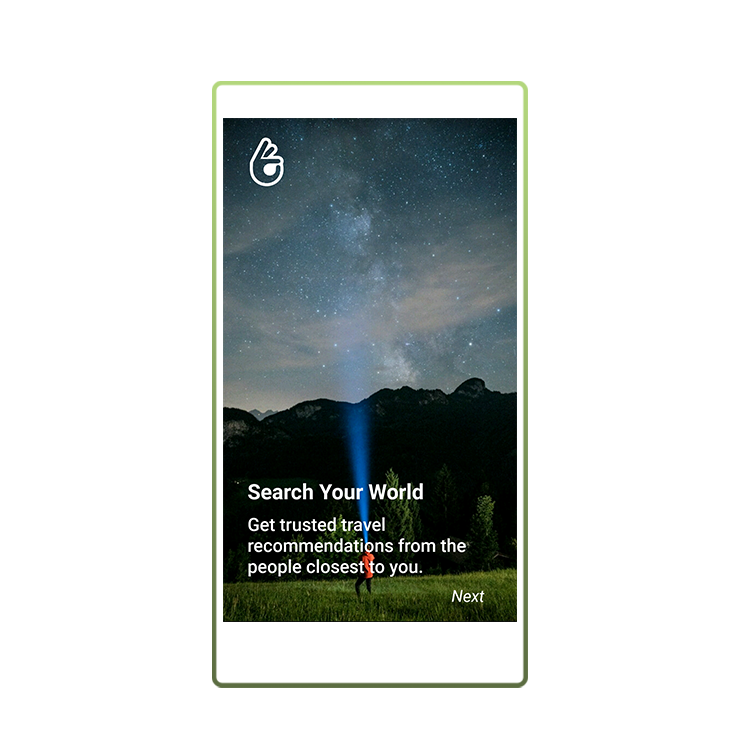 Search Your World
Get trusted travel
recommendations from the
people closest to you.
Next